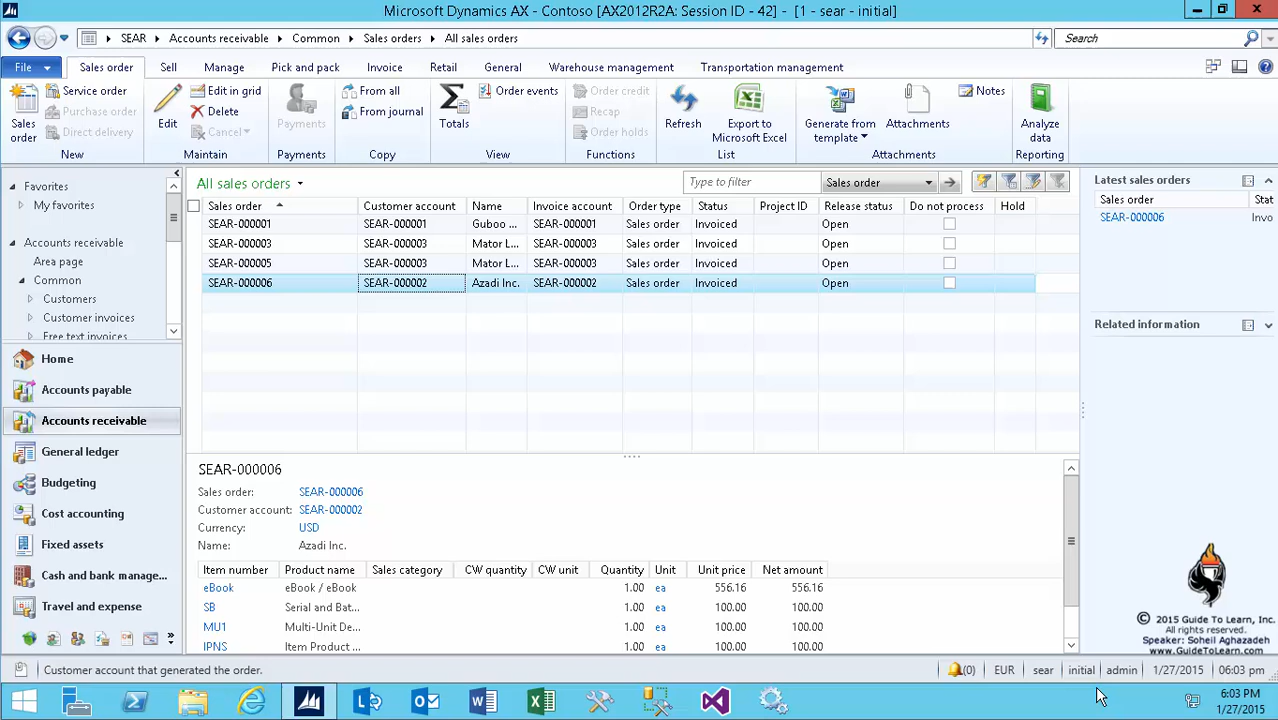 Microsoft Dynamics AX - Contoso [AX2012R2A: Session ID - 42] - [1 - sear - initial]
SEAR Accounts receivable Common Sales orders All sales orders Search
File Sales order Sell Manage Pick and pack Invoice Retail General Warehouse management Transportation management
Sales order
Service order
Purchase order
Direct delivery
New
Edit
Edit in grid
Delete
Cancel
Maintain
Payments
Payments
From all
From journal
Copy
Totals
Order events
View
Order credit
Recap
Order holds
Functions
Refresh
Export to Microsoft Excel
List
Generate from template
Attachments
Notes
Attachments
Analyze data
Reporting
Favorites
My favorites
Accounts receivable
Area page
Common
Customers
Customer invoices
Free text invoices
Home
Accounts payable
Accounts receivable
General ledger
Budgeting
Cost accounting
Fixed assets
Cash and bank manage...
Travel and expense
All sales orders Type to filter Sales order
Sales order Customer account Name Invoice account Order type Status Project ID Release status Do not process Hold
SEAR-000001 SEAR-000001 Guboo ... SEAR-000001 Sales order Invoiced Open
SEAR-000003 SEAR-000003 Mator L... SEAR-000003 Sales order Invoiced Open
SEAR-000005 SEAR-000003 Mator L... SEAR-000003 Sales order Invoiced Open
SEAR-000006 SEAR-000002 Azadi Inc. SEAR-000002 Sales order Invoiced Open
SEAR-000006
Sales order: SEAR-000006
Customer account: SEAR-000002
Currency: USD
Name: Azadi Inc.
Item number Product name Sales category CW quantity CW unit Quantity Unit Unit price Net amount
eBook eBook / eBook 1.00 ea 556.16 556.16
SB Serial and Bat... 1.00 ea 100.00 100.00
MU1 Multi-Unit De... 1.00 ea 100.00 100.00
IPNS Item Product ... 1.00 ea 100.00 100.00
Latest sales orders
Sales order Stat
SEAR-000006 Invo
Related information
© 2015 Guide To Learn, Inc.
All rights reserved.
Speaker: Soheil Aghazadeh
www.GuideToLearn.com
Customer account that generated the order. (0) EUR sear initial admin 1/27/2015 06:03 pm
6:03 PM
1/27/2015